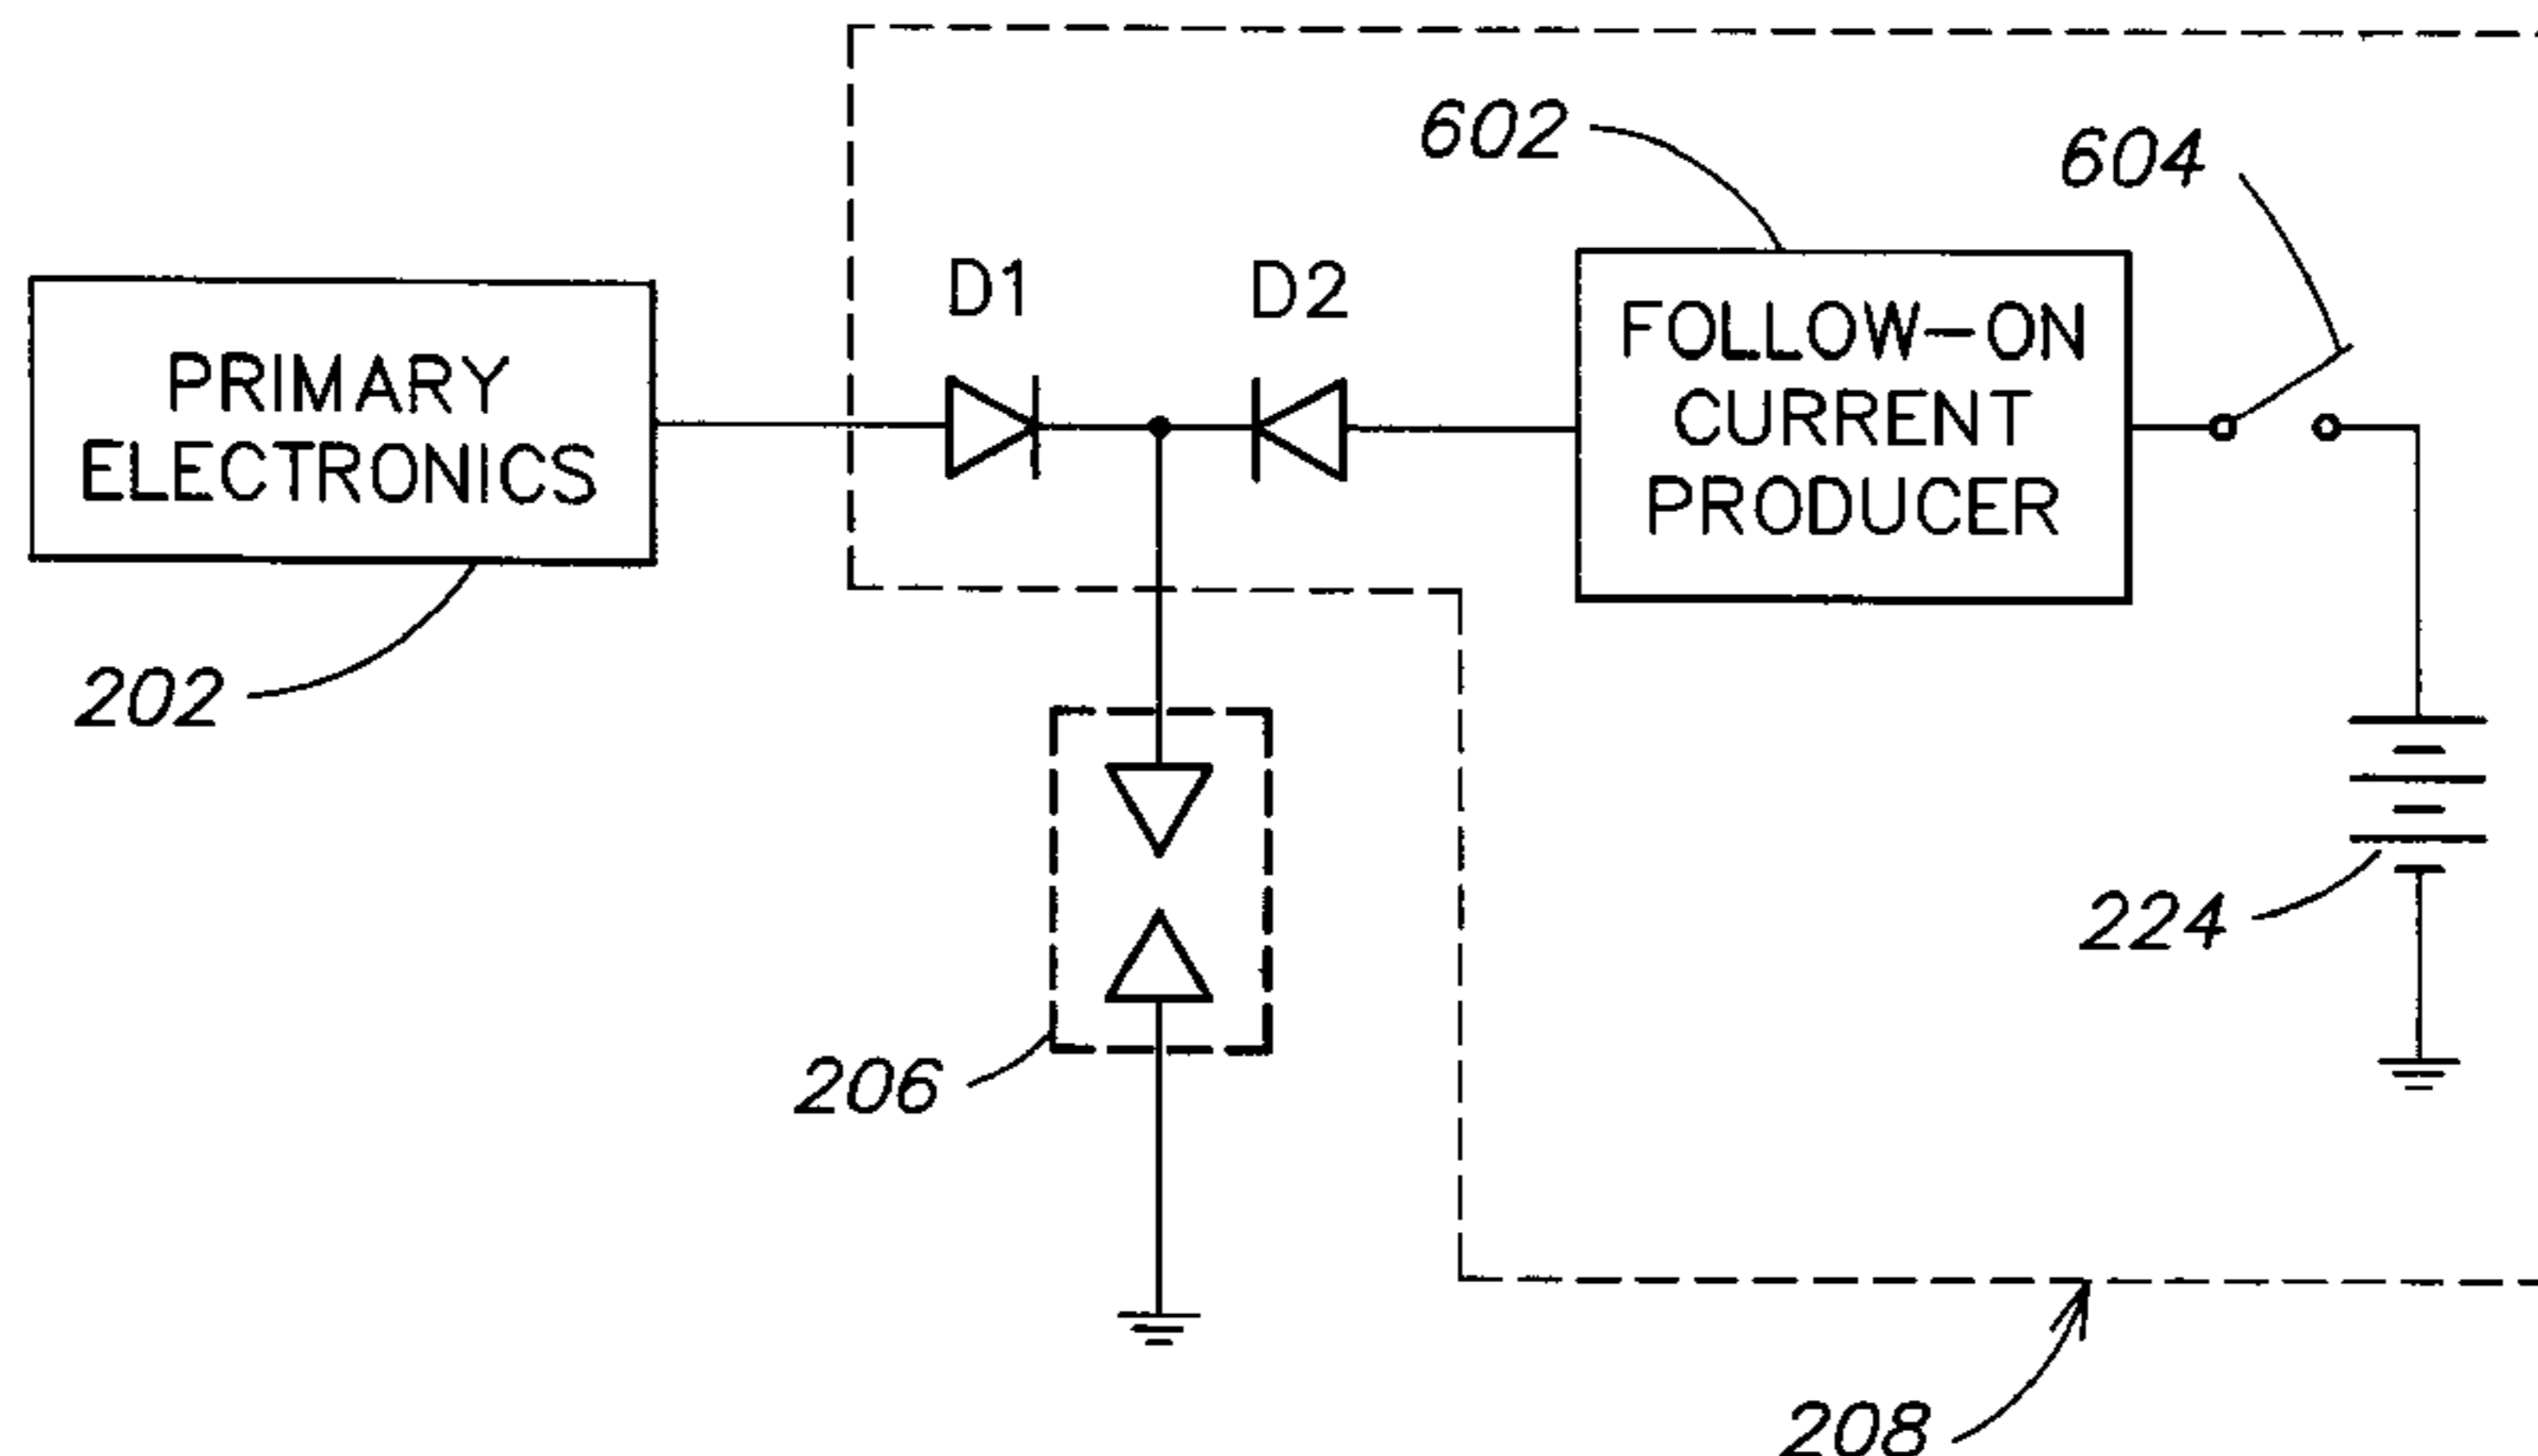 602
604
D1
D2
PRIMARY
ELECTRONICS
FOLLOW-ON
CURRENT
PRODUCER
202
224
206
208